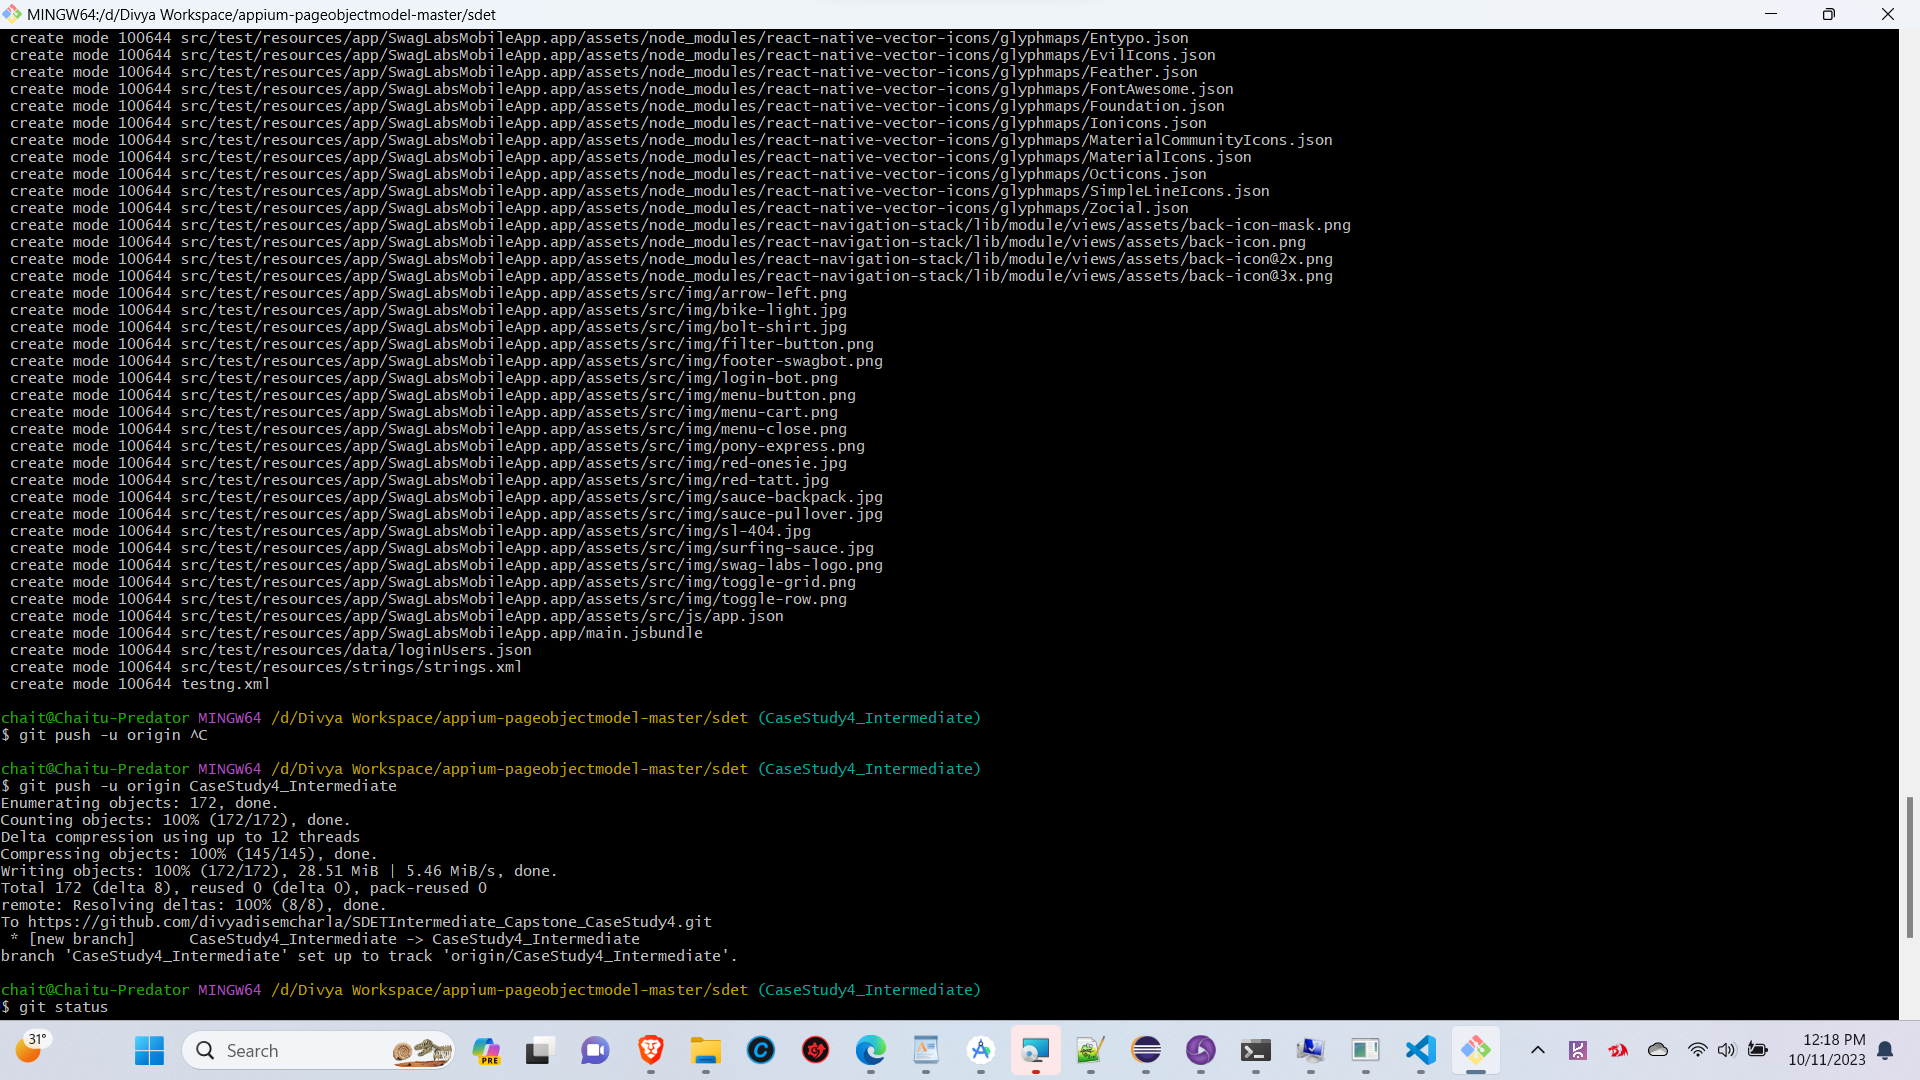 MINGW64:/d/Divya Workspace/appium-pageobjectmodel-master/sdet
create mode 100644 src/test/resources/app/SwagLabsMobileApp.app/assets/node_modules/react-native-vector-icons/glyphmaps/Entypo.json
create mode 100644 src/test/resources/app/SwagLabsMobileApp.app/assets/node_modules/react-native-vector-icons/glyphmaps/EvilIcons.json
create mode 100644 src/test/resources/app/SwagLabsMobileApp.app/assets/node_modules/react-native-vector-icons/glyphmaps/Feather.json
create mode 100644 src/test/resources/app/SwagLabsMobileApp.app/assets/node_modules/react-native-vector-icons/glyphmaps/FontAwesome.json
create mode 100644 src/test/resources/app/SwagLabsMobileApp.app/assets/node_modules/react-native-vector-icons/glyphmaps/Foundation.json
create mode 100644 src/test/resources/app/SwagLabsMobileApp.app/assets/node_modules/react-native-vector-icons/glyphmaps/Ionicons.json
create mode 100644 src/test/resources/app/SwagLabsMobileApp.app/assets/node_modules/react-native-vector-icons/glyphmaps/MaterialCommunityIcons.json
create mode 100644 src/test/resources/app/SwagLabsMobileApp.app/assets/node_modules/react-native-vector-icons/glyphmaps/MaterialIcons.json
create mode 100644 src/test/resources/app/SwagLabsMobileApp.app/assets/node_modules/react-native-vector-icons/glyphmaps/Octicons.json
create mode 100644 src/test/resources/app/SwagLabsMobileApp.app/assets/node_modules/react-native-vector-icons/glyphmaps/SimpleLineIcons.json
create mode 100644 src/test/resources/app/SwagLabsMobileApp.app/assets/node_modules/react-native-vector-icons/glyphmaps/Zocial.json
create mode 100644 src/test/resources/app/SwagLabsMobileApp.app/assets/node_modules/react-navigation-stack/lib/module/views/assets/back-icon-mask.png
create mode 100644 src/test/resources/app/SwagLabsMobileApp.app/assets/node_modules/react-navigation-stack/lib/module/views/assets/back-icon.png
create mode 100644 src/test/resources/app/SwagLabsMobileApp.app/assets/node_modules/react-navigation-stack/lib/module/views/assets/back-icon@2x.png
create mode 100644 src/test/resources/app/SwagLabsMobileApp.app/assets/node_modules/react-navigation-stack/lib/module/views/assets/back-icon@3x.png
create mode 100644 src/test/resources/app/SwagLabsMobileApp.app/assets/src/img/arrow-left.png
create mode 100644 src/test/resources/app/SwagLabsMobileApp.app/assets/src/img/bike-light.jpg
create mode 100644 src/test/resources/app/SwagLabsMobileApp.app/assets/src/img/bolt-shirt.jpg
create mode 100644 src/test/resources/app/SwagLabsMobileApp.app/assets/src/img/filter-button.png
create mode 100644 src/test/resources/app/SwagLabsMobileApp.app/assets/src/img/footer-swagbot.png
create mode 100644 src/test/resources/app/SwagLabsMobileApp.app/assets/src/img/login-bot.png
create mode 100644 src/test/resources/app/SwagLabsMobileApp.app/assets/src/img/menu-button.png
create mode 100644 src/test/resources/app/SwagLabsMobileApp.app/assets/src/img/menu-cart.png
create mode 100644 src/test/resources/app/SwagLabsMobileApp.app/assets/src/img/menu-close.png
create mode 100644 src/test/resources/app/SwagLabsMobileApp.app/assets/src/img/pony-express.png
create mode 100644 src/test/resources/app/SwagLabsMobileApp.app/assets/src/img/red-onesie.jpg
create mode 100644 src/test/resources/app/SwagLabsMobileApp.app/assets/src/img/red-tatt.jpg
create mode 100644 src/test/resources/app/SwagLabsMobileApp.app/assets/src/img/sauce-backpack.jpg
create mode 100644 src/test/resources/app/SwagLabsMobileApp.app/assets/src/img/sauce-pullover.jpg
create mode 100644 src/test/resources/app/SwagLabsMobileApp.app/assets/src/img/sl-404.jpg
create mode 100644 src/test/resources/app/SwagLabsMobileApp.app/assets/src/img/surfing-sauce.jpg
create mode 100644 src/test/resources/app/SwagLabsMobileApp.app/assets/src/img/swag-labs-logo.png
create mode 100644 src/test/resources/app/SwagLabsMobileApp.app/assets/src/img/toggle-grid.png
create mode 100644 src/test/resources/app/SwagLabsMobileApp.app/assets/src/img/toggle-row.png
create mode 100644 src/test/resources/app/SwagLabsMobileApp.app/assets/src/js/app.json
create mode 100644 src/test/resources/app/SwagLabsMobileApp.app/main.jsbundle
create mode 100644 src/test/resources/data/loginUsers.json
create mode 100644 src/test/resources/strings/strings.xml
create mode 100644 testng.xml
chait@Chaitu-Predator MINGW64 /d/Divya Workspace/appium-pageobjectmodel-master/sdet (CaseStudy4_Intermediate)
$ git push -u origin ^C
chait@Chaitu-Predator MINGW64 /d/Divya Workspace/appium-pageobjectmodel-master/sdet (CaseStudy4_Intermediate)
$ git push -u origin CaseStudy4_Intermediate
Enumerating objects: 172, done.
Counting objects: 100% (172/172), done.
Delta compression using up to 12 threads
Compressing objects: 100% (145/145), done.
Writing objects: 100% (172/172), 28.51 MiB | 5.46 MiB/s, done.
Total 172 (delta 8), reused 0 (delta 0), pack-reused 0
remote: Resolving deltas: 100% (8/8), done.
To https://github.com/divyadisemcharla/SDETIntermediate_Capstone_CaseStudy4.git
* [new branch] CaseStudy4_Intermediate -> CaseStudy4_Intermediate
branch 'CaseStudy4_Intermediate' set up to track 'origin/CaseStudy4_Intermediate'.
chait@Chaitu-Predator MINGW64 /d/Divya Workspace/appium-pageobjectmodel-master/sdet (CaseStudy4_Intermediate)
$ git status
31°
Search
PRE
12:18 PM
10/11/2023